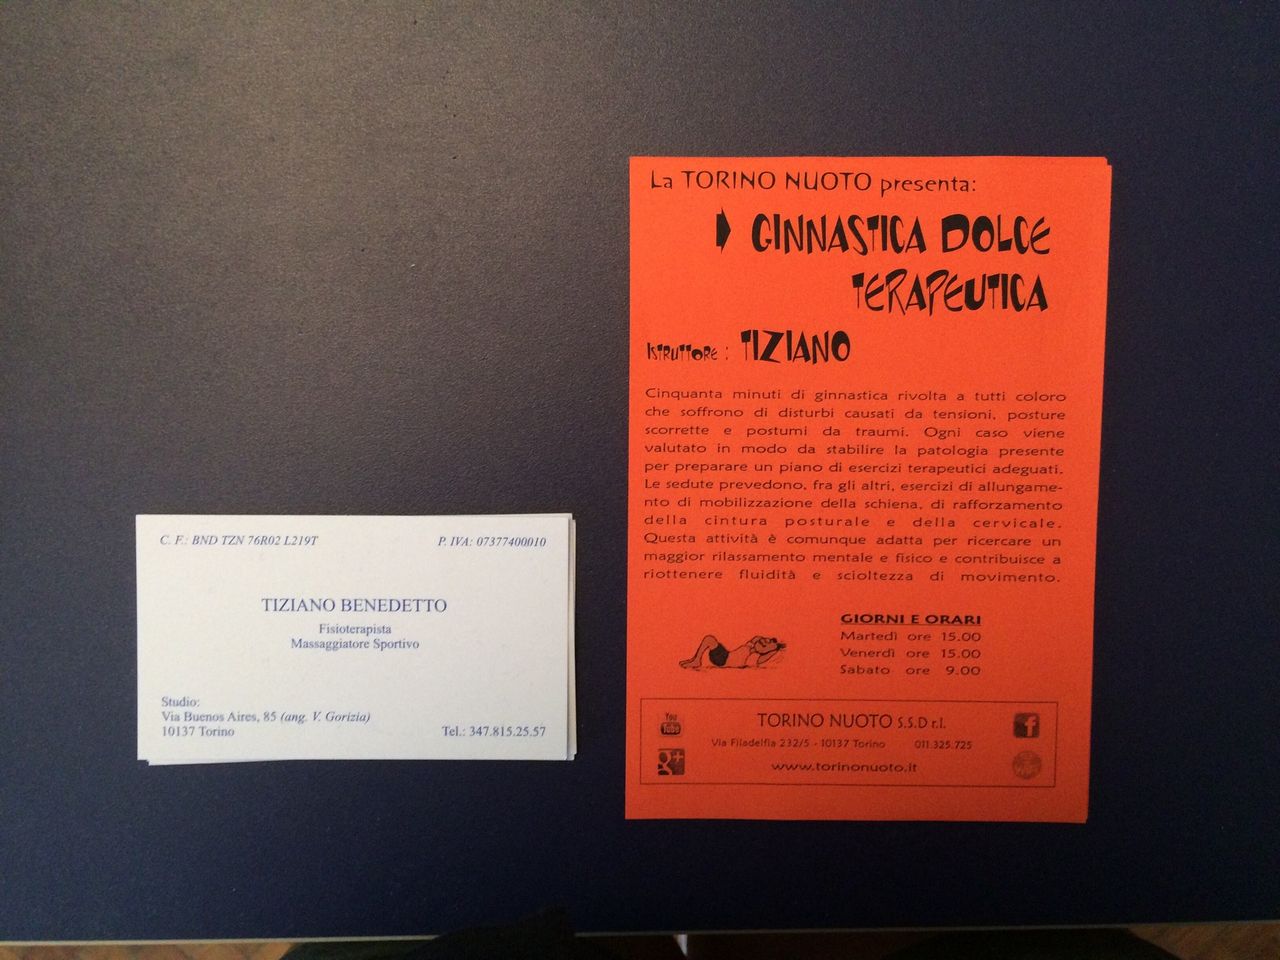 C. F.: BND TZN 76R02 L219T
P. IVA: 07377400010
TIZIANO BENEDETTO
Fisioterapista
Massaggiatore Sportivo
Studio:
Via Buenos Aires, 85 (ang. V. Gorizia)
10137 Torino
Tel.: 347.815.25.57
La TORINO NUOTO presenta:
GINNASTICA DOLCE
TERAPEUTICA
ISTRUTTORE : TIZIANO
Cinquanta minuti di ginnastica rivolta a tutti coloro
che soffrono di disturbi causati da tensioni, posture
scorrette e postumi da traumi. Ogni caso viene
valutato in modo da stabilire la patologia presente
per preparare un piano di esercizi terapeutici adeguati.
Le sedute prevedono, fra gli altri, esercizi di allungame-
nto di mobilizzazione della schiena, di rafforzamento
della cintura posturale e della cervicale.
Questa attività è comunque adatta per ricercare un
maggior rilassamento mentale e fisico e contribuisce a
riottenere fluidità e scioltezza di movimento.
GIORNI E ORARI
Martedì ore 15.00
Venerdì ore 15.00
Sabato ore 9.00
You Tube
TORINO NUOTO S.S.D r.l.
f
Via Filadelfia 232/5 - 10137 Torino 011.325.725
g+
www.torinonuoto.it